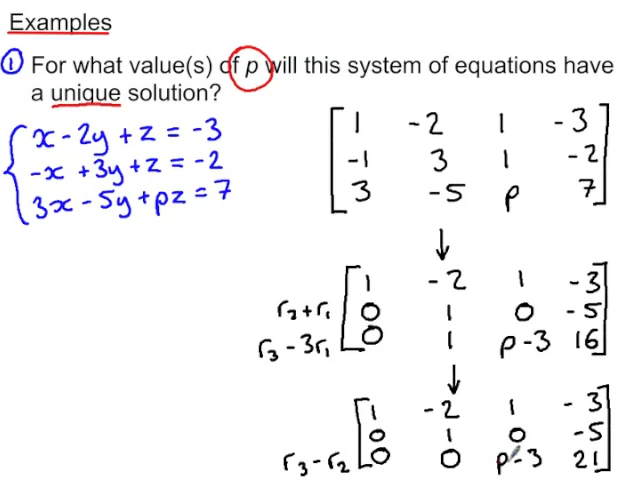 Examples
① For what value(s) of p will this system of equations have
a unique solution?
x - 2y + z = -3
-x + 3y + z = -2
3x - 5y + pz = 7
1 -2 1 -3
-1 3 1 -2
3 -5 p 7
↓
1 -2 1 -3
r₂+r₁ 0 1 0 -5
r₃-3r₁ 0 1 p-3 16
↓
1 -2 1 -3
0 1 0 -5
r₃-r₂ 0 0 p-3 21